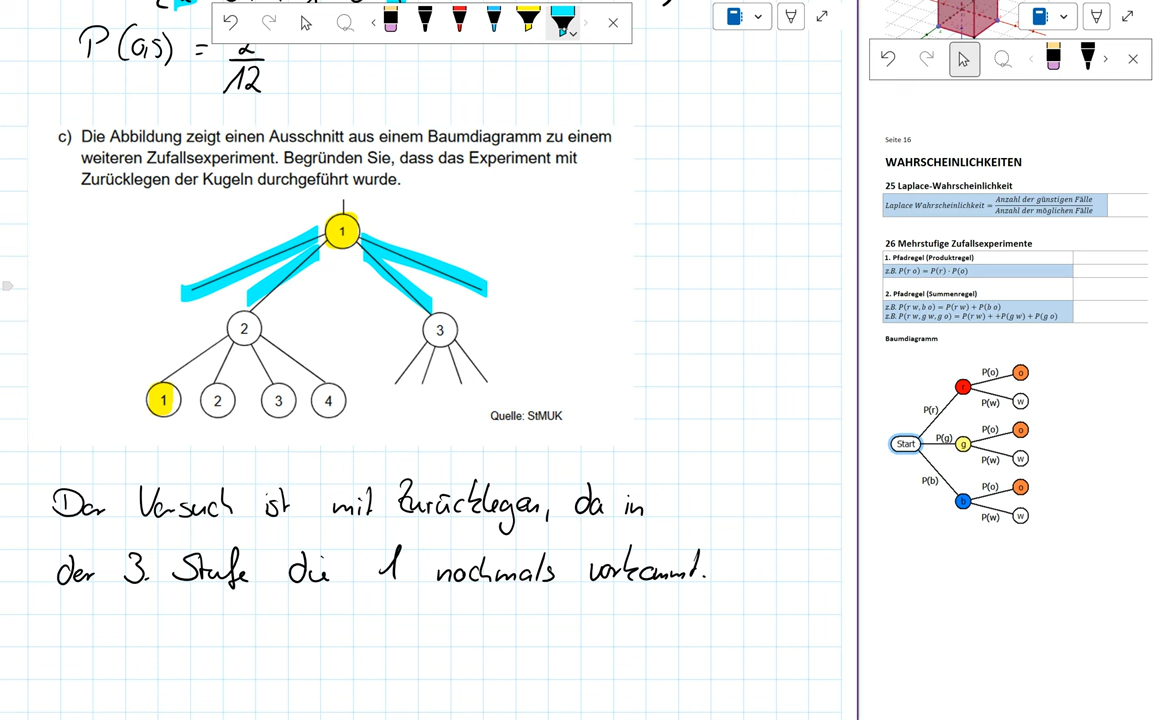 P(Gs) = 2/12
c) Die Abbildung zeigt einen Ausschnitt aus einem Baumdiagramm zu einem
weiteren Zufallsexperiment. Begründen Sie, dass das Experiment mit
Zurücklegen der Kugeln durchgeführt wurde.
1
2
3
1 2 3 4
Quelle: StMUK
Der Versuch ist mit Zurücklegen, da in
der 3. Stufe die 1 nochmals vorkommt.
Seite 16
WAHRSCHEINLICHKEITEN
25 Laplace-Wahrscheinlichkeit
Laplace Wahrscheinlichkeit = Anzahl der günstigen Fälle
Anzahl der möglichen Fälle
26 Mehrstufige Zufallsexperimente
1. Pfadregel (Produktregel)
z.B. P(r o) = P(r) · P(o)
2. Pfadregel (Summenregel)
z.B. P(r w, b o) = P(r w) + P(b o)
z.B. P(r w, g w, g o) = P(r w) + +P(g w) + P(g o)
Baumdiagramm
P(o) o
r
P(r) P(w) w
P(o) o
Start P(g) g
P(w) w
P(b) P(o) o
b
P(w) w